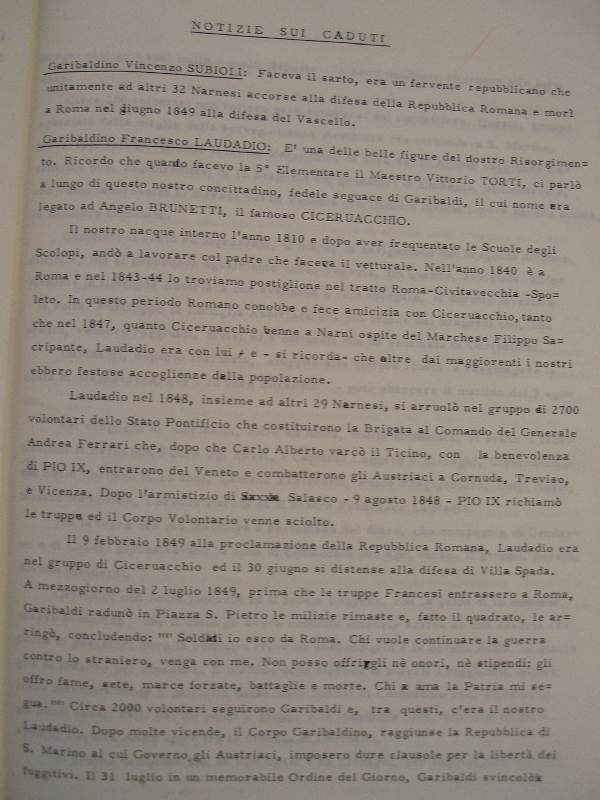 NOTIZIE SUI CADUTI
Garibaldino Vincenzo SUBIOLI: Faceva il sarto, era un fervente repubblicano che
unitamente ad altri 32 Narnesi accorse alla difesa della Repubblica Romana e morì
a Roma nel giugno 1849 alla difesa del Vascello.
Garibaldino Francesco LAUDADIO: E' una delle belle figure del nostro Risorgimen=
to. Ricordo che quando facevo la 5° Elementare il Maestro Vittorio TORTI, ci parlò
a lungo di questo nostro concittadino, fedele seguace di Garibaldi, il cui nome era
legato ad Angelo BRUNETTI, il famoso CICERUACCHIO.
Il nostro nacque interno l'anno 1810 e dopo aver frequentato le Scuole degli
Scolopi, andò a lavorare col padre che faceva il vetturale. Nell'anno 1840 è a
Roma e nel 1843-44 lo troviamo postiglione nel tratto Roma-Civitavecchia -Spo=
leto. In questo periodo Romano conobbe e fece amicizia con Ciceruacchio, tanto
che nel 1847, quanto Ciceruacchio venne a Narni ospite del Marchese Filippo Sa=
cripante, Laudadio era con lui e - si ricorda- che oltre dai maggiorenti i nostri
ebbero festose accoglienze dalla popolazione.
Laudadio nel 1848, insieme ad altri 29 Narnesi, si arruolò nel gruppo di 2700
volontari dello Stato Pontificio che costituirono la Brigata al Comando del Generale
Andrea Ferrari che, dopo che Carlo Alberto varcò il Ticino, con la benevolenza
di PIO IX, entrarono del Veneto e combatterono gli Austriaci a Cornuda, Treviso,
e Vicenza. Dopo l'armistizio di Salasco - 9 agosto 1848 - PIO IX richiamò
le truppe ed il Corpo Volontario venne sciolto.
Il 9 febbraio 1849 alla proclamazione della Repubblica Romana, Laudadio era
nel gruppo di Ciceruacchio ed il 30 giugno si distense alla difesa di Villa Spada.
A mezzogiorno del 2 luglio 1849, prima che le truppe Francesi entrassero a Roma,
Garibaldi radunò in Piazza S. Pietro le milizie rimaste e, fatto il quadrato, le ar=
ringò, concludendo: "" Soldati io esco da Roma. Chi vuole continuare la guerra
contro lo straniero, venga con me. Non posso offrirgli nè onori, nè stipendi: gli
offro fame, sete, marce forzate, battaglie e morte. Chi ama la Patria mi se=
gua."" Circa 2000 volontari seguirono Garibaldi e, tra questi, c'era il nostro
Laudadio. Dopo molte vicende, il Corpo Garibaldino, raggiunse la Repubblica di
S. Marino al cui Governo gli Austriaci, imposero dure clausole per la libertà dei
fuggitivi. Il 31 luglio in un memorabile Ordine del Giorno, Garibaldi svincolò